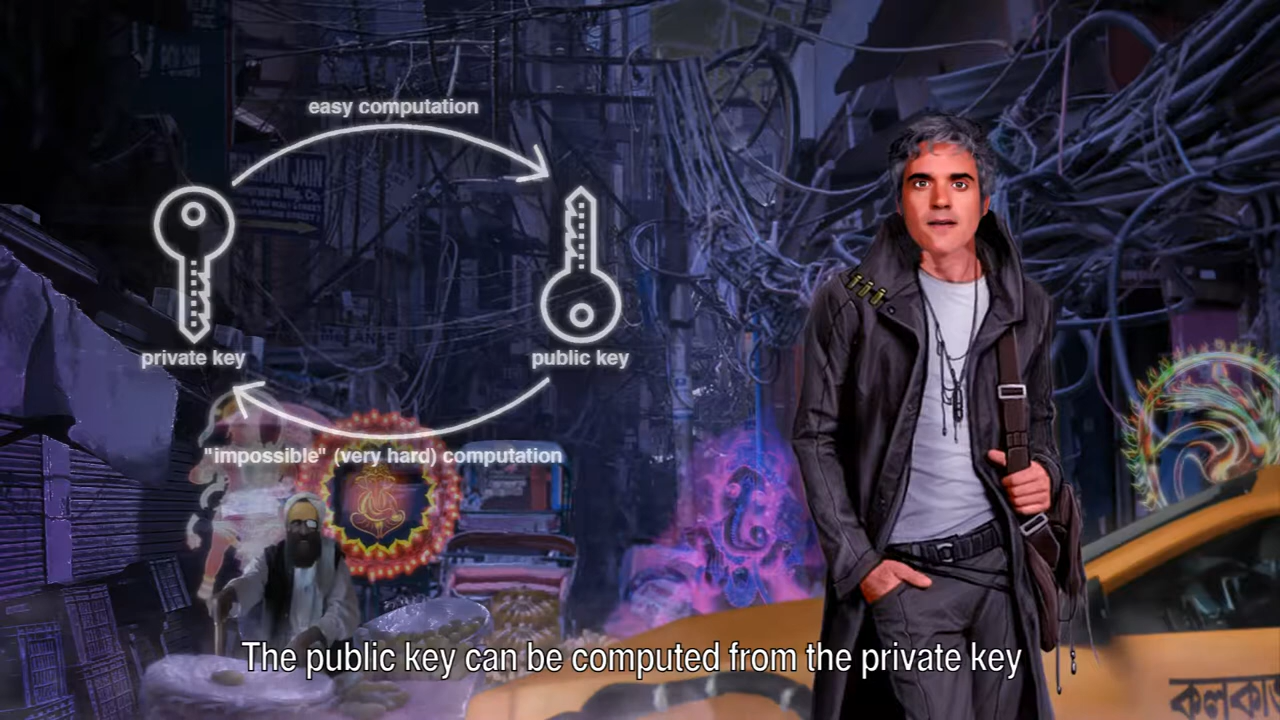 easy computation
private key
public key
"impossible" (very hard) computation
The public key can be computed from the private key